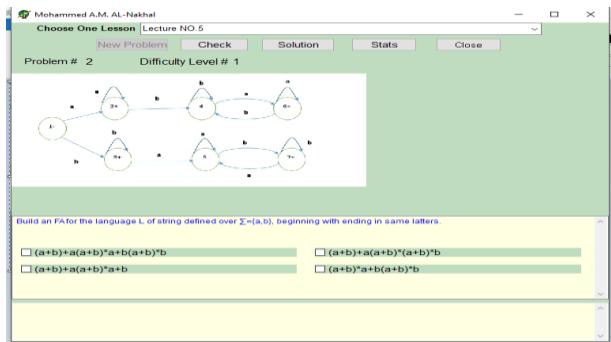 Mohammed A.M. AL-Nakhal
Choose One Lesson Lecture NO.5
New Problem Check Solution Stats Close
Problem # 2 Difficulty Level # 1
b a
a a
2+ b 4 6+
b
1-
b a b b
b 3+ a 5 7+
a
Build an FA for the language L of string defined over ∑={a,b}, beginning with ending in same latters.
(a+b)+a(a+b)*a+b(a+b)*b (a+b)+a(a+b)*(a+b)*b
(a+b)+a(a+b)*a+b (a+b)*a+b(a+b)*b